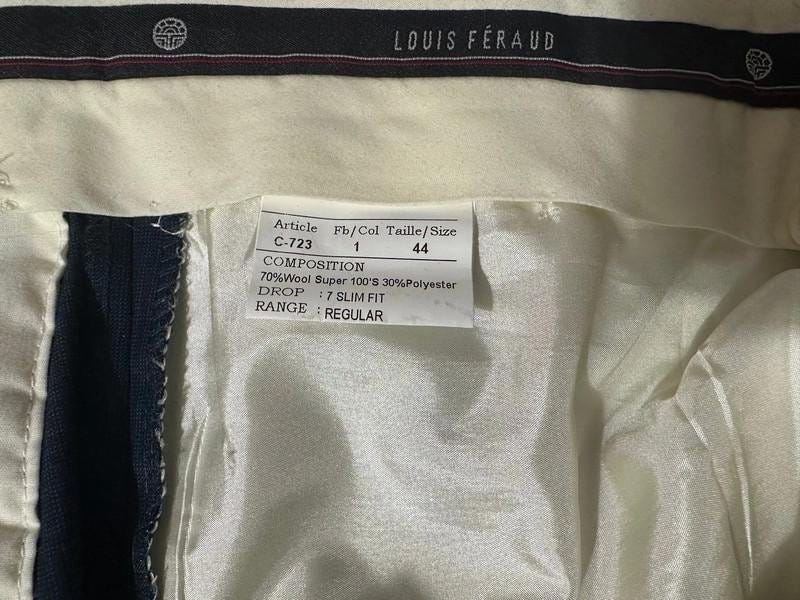 LOUIS FÉRAUD
Article Fb/Col Taille/Size
C-723 1 44
COMPOSITION
70%Wool Super 100'S 30%Polyester
DROP : 7 SLIM FIT
RANGE : REGULAR